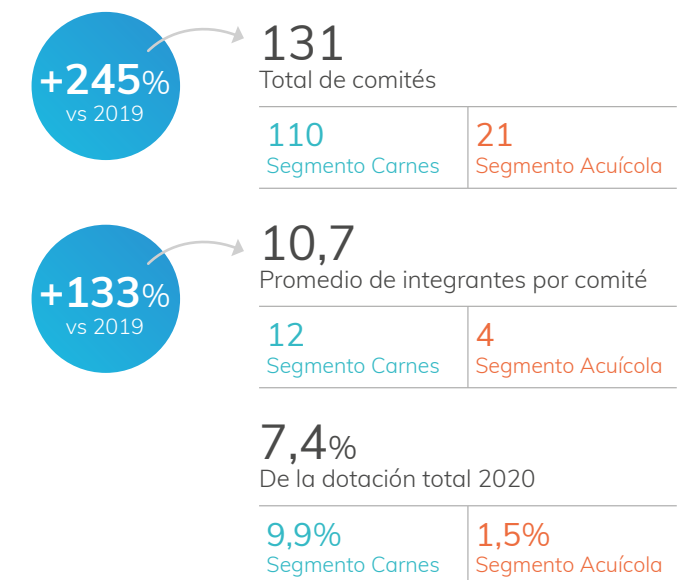 +245%
vs 2019
131
Total de comités
110
Segmento Carnes
21
Segmento Acuícola
+133%
vs 2019
10,7
Promedio de integrantes por comité
12
Segmento Carnes
4
Segmento Acuícola
7,4%
De la dotación total 2020
9,9%
Segmento Carnes
1,5%
Segmento Acuícola